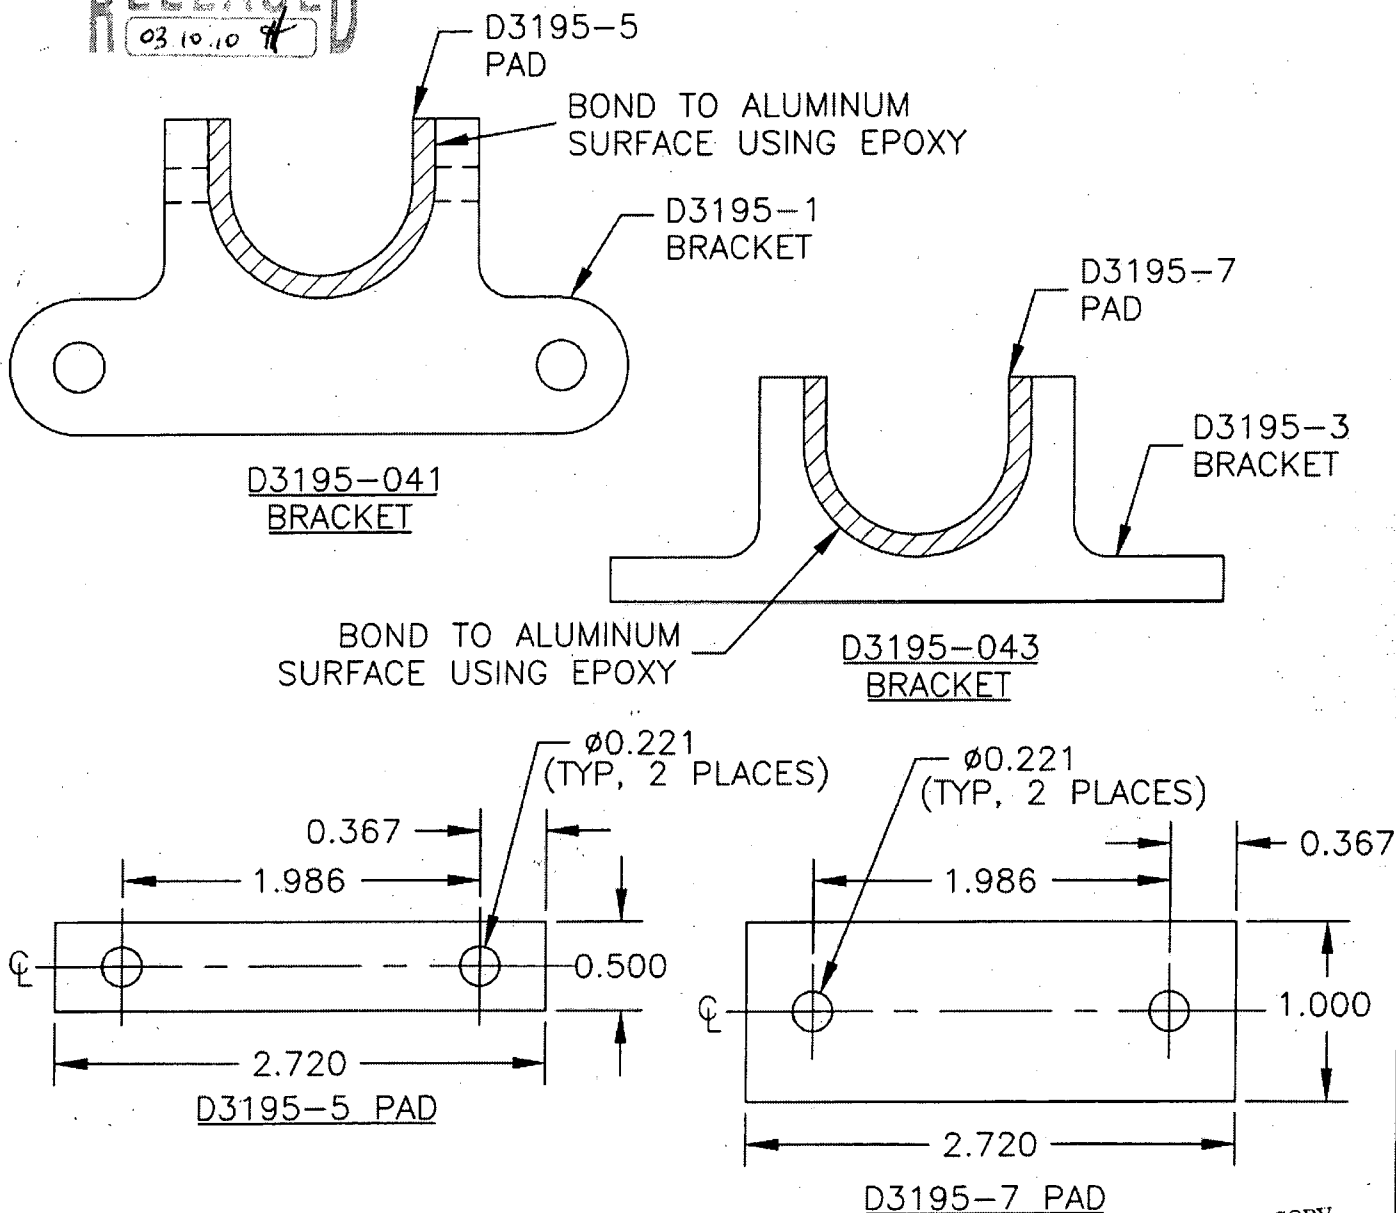 RELEASED
03.10.10
D3195-5
PAD
BOND TO ALUMINUM
SURFACE USING EPOXY
D3195-1
BRACKET
D3195-7
PAD
D3195-3
BRACKET
D3195-041
BRACKET
BOND TO ALUMINUM
SURFACE USING EPOXY
D3195-043
BRACKET
ø0.221
(TYP, 2 PLACES)
0.367
1.986
℄
0.500
2.720
D3195-5 PAD
ø0.221
(TYP, 2 PLACES)
0.367
1.986
℄
1.000
2.720
D3195-7 PAD
COPY